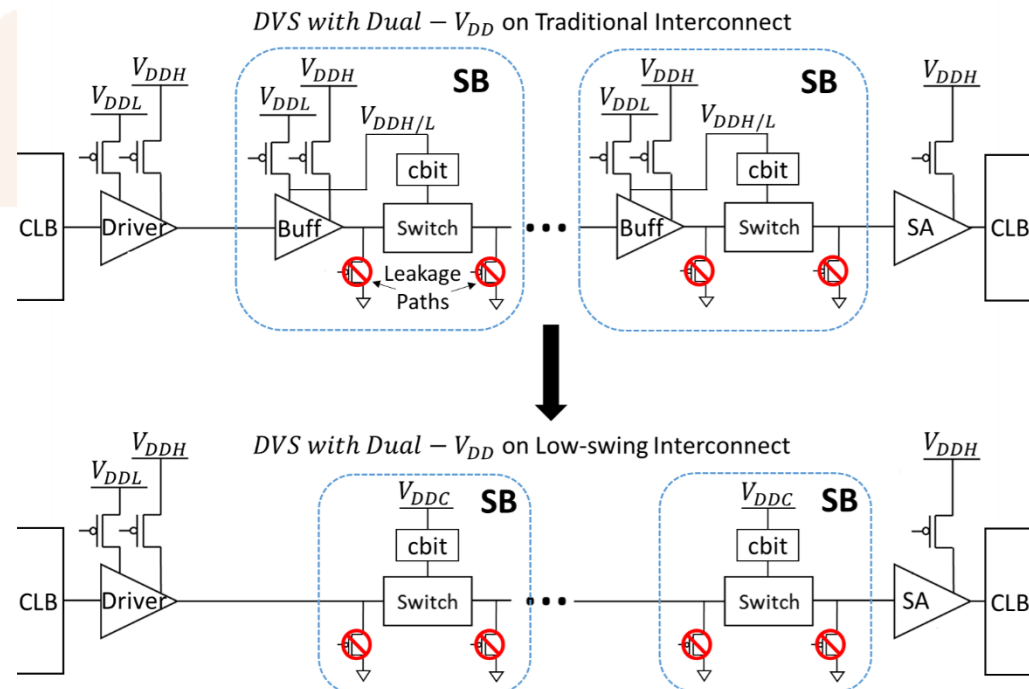 DVS with Dual − V_DD on Traditional Interconnect
V_DDH
V_DDL
V_DDH
V_DDL
SB
V_DDH/L
V_DDH
V_DDL
SB
V_DDH/L
V_DDH
cbit
cbit
CLB
Driver
Buff
Switch
Buff
Switch
SA
CLB
Leakage
Paths
DVS with Dual − V_DD on Low-swing Interconnect
V_DDH
V_DDL
V_DDC
SB
V_DDC
SB
V_DDH
cbit
cbit
CLB
Driver
Switch
Switch
SA
CLB